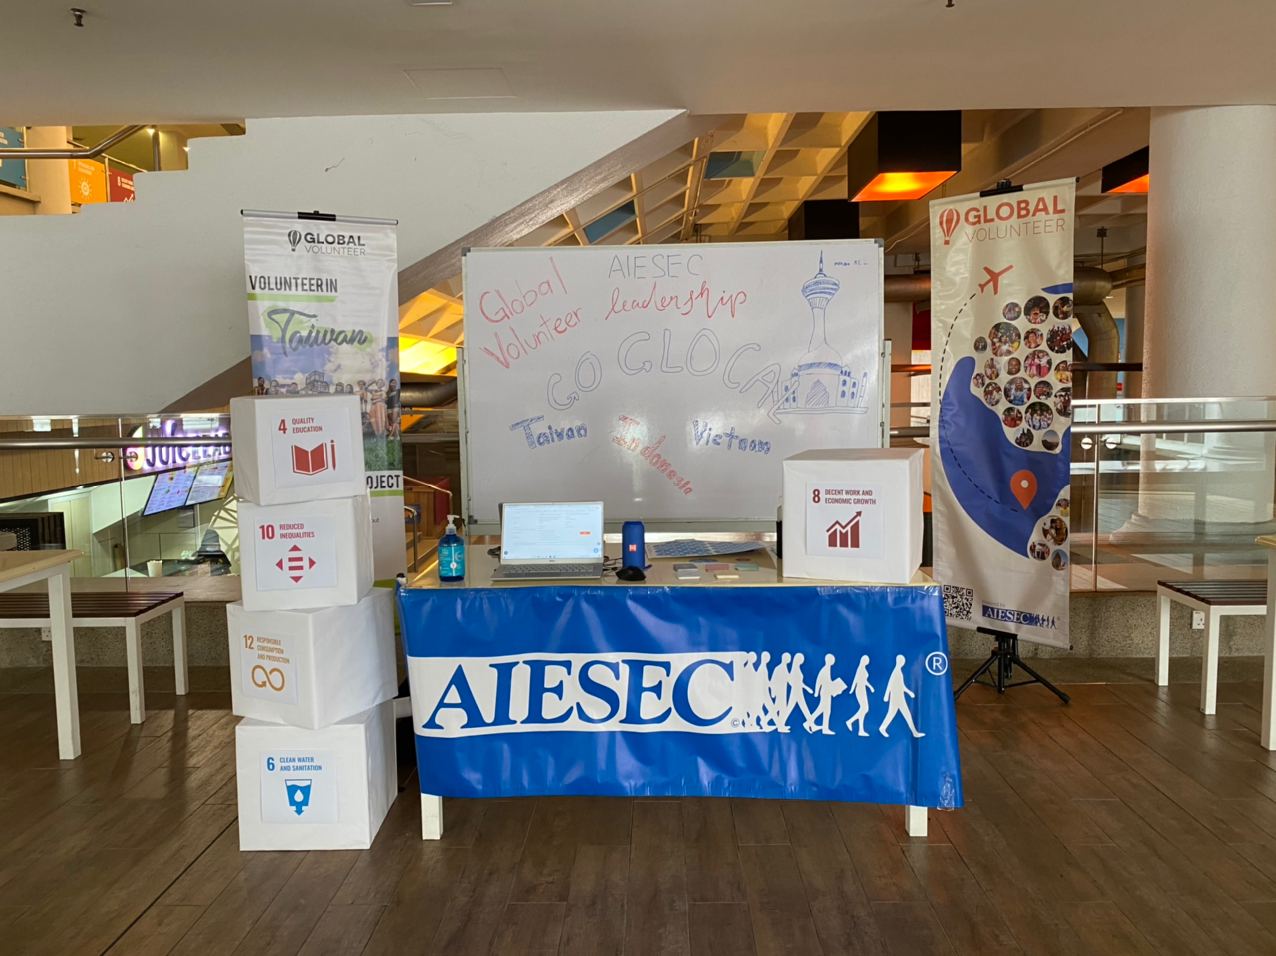 GLOBAL
VOLUNTEER
VOLUNTEER IN
Taiwan
OJECT
4 QUALITY
EDUCATION
10 REDUCED
INEQUALITIES
12 RESPONSIBLE
CONSUMPTION
AND PRODUCTION
6 CLEAN WATER
AND SANITATION
AIESEC
Global
Volunteer
leadership
GO GLOCAL
Taiwan
Indonesia
Vietnam
8 DECENT WORK AND
ECONOMIC GROWTH
AIESEC
©
®
GLOBAL
VOLUNTEER
AIESEC